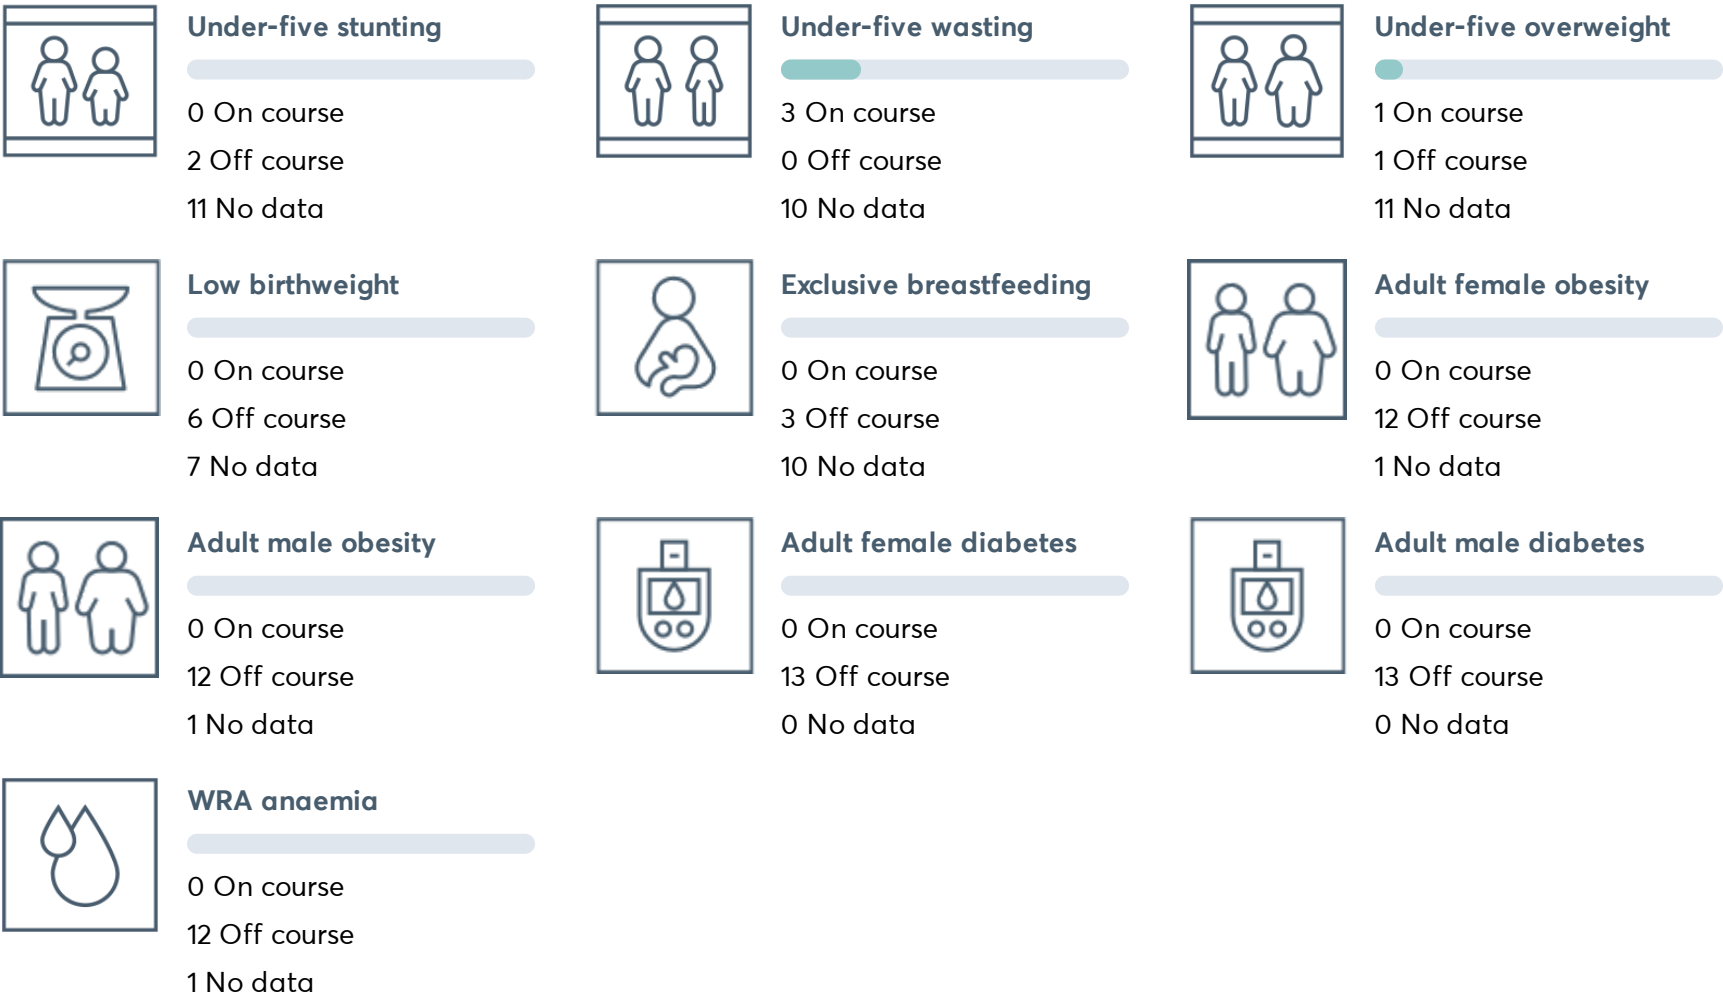 Under-five stunting
0 On course
2 Off course
11 No data
Under-five wasting
3 On course
0 Off course
10 No data
Under-five overweight
1 On course
1 Off course
11 No data
Low birthweight
0 On course
6 Off course
7 No data
Exclusive breastfeeding
0 On course
3 Off course
10 No data
Adult female obesity
0 On course
12 Off course
1 No data
Adult male obesity
0 On course
12 Off course
1 No data
Adult female diabetes
0 On course
13 Off course
0 No data
Adult male diabetes
0 On course
13 Off course
0 No data
WRA anaemia
0 On course
12 Off course
1 No data